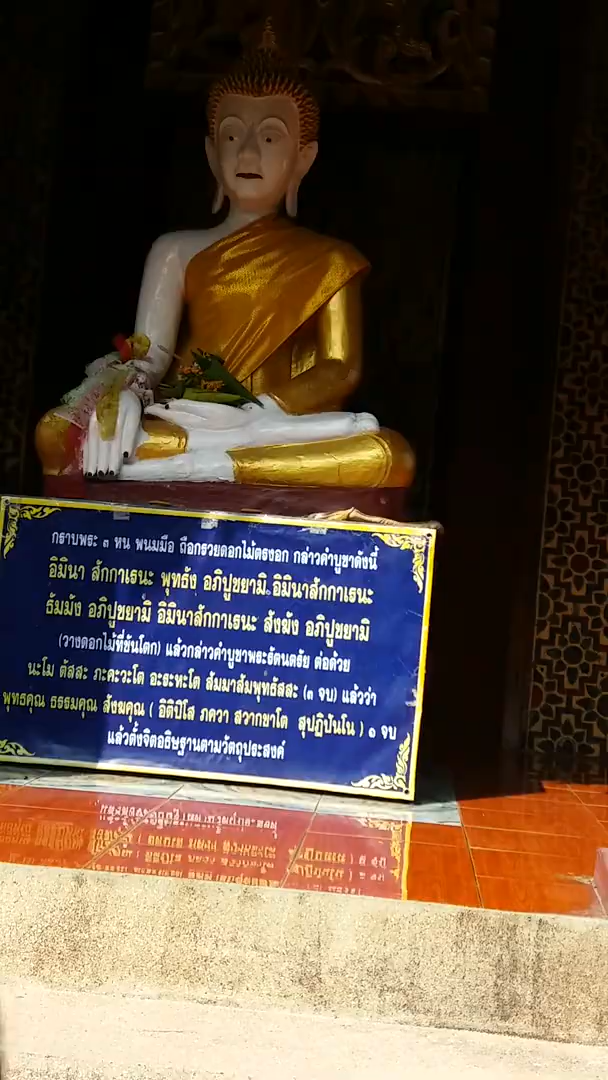 กราบพระ ๓ หน พนมมือ ถือกรวยดอกไม้ตรงอก กล่าวคำบูชาดังนี้
อิมินา สักกาเรนะ พุทธัง อภิปูชยามิ อิมินาสักกาเรนะ
ธัมมัง อภิปูชยามิ อิมินาสักกาเรนะ สังฆัง อภิปูชยามิ
(วางดอกไม้ที่ขันโตก) แล้วกล่าวคำบูชาพระรัตนตรัย ต่อด้วย
นะโม ตัสสะ ภะคะวะโต อะระหะโต สัมมาสัมพุทธัสสะ (๓ จบ) แล้วว่า
พุทธคุณ ธรรมคุณ สังฆคุณ ( อิติปิโส ภควา สวากขาโต สุปฏิปันโน ) ๑ จบ
แล้วตั้งจิตอธิษฐานตามวัตถุประสงค์